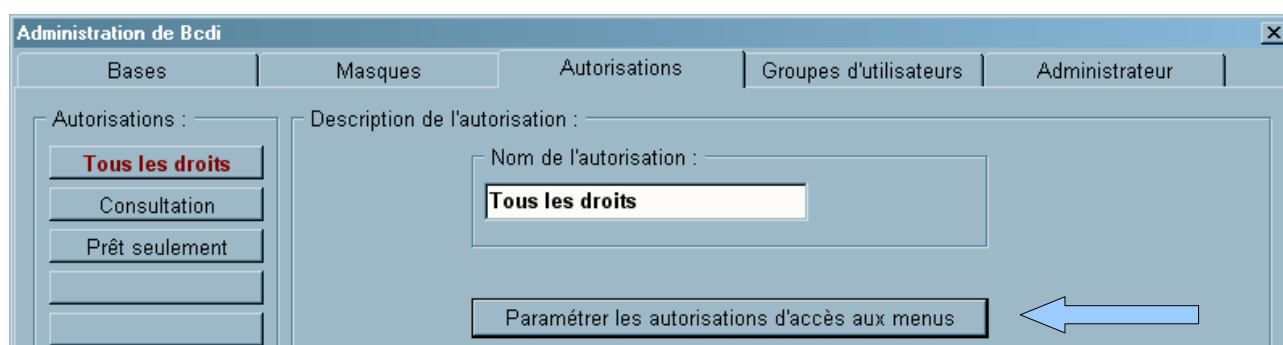 Administration de Bcdi
Bases Masques Autorisations Groupes d'utilisateurs Administrateur
Autorisations :
Tous les droits
Consultation
Prêt seulement
Description de l'autorisation :
Nom de l'autorisation :
Tous les droits
Paramétrer les autorisations d'accès aux menus